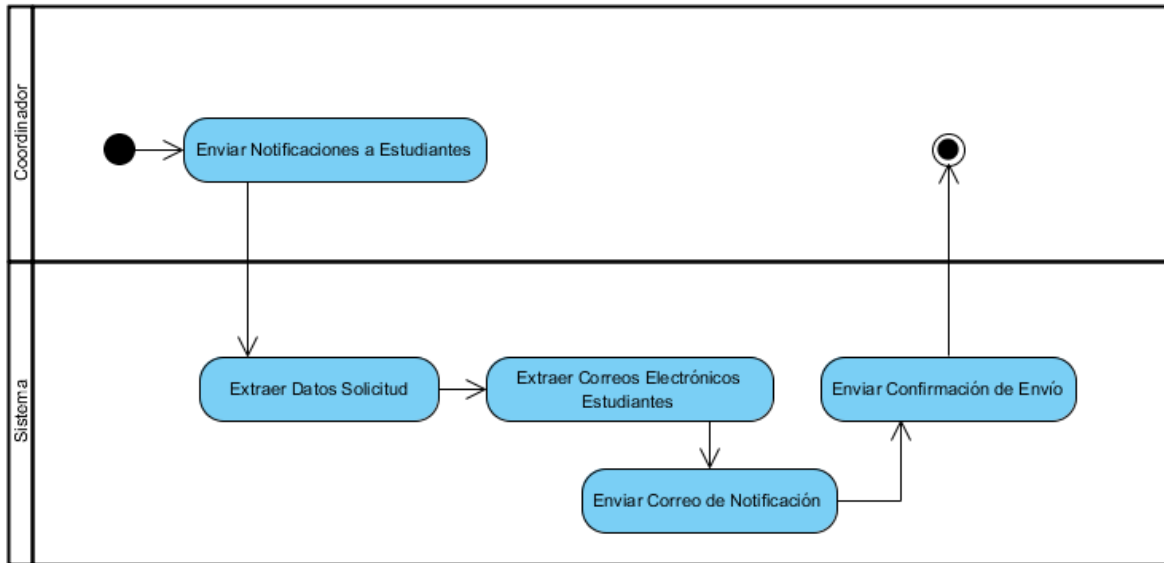 Coordinador
Enviar Notificaciones a Estudiantes
Sistema
Extraer Datos Solicitud
Extraer Correos Electrónicos
Estudiantes
Enviar Confirmación de Envío
Enviar Correo de Notificación